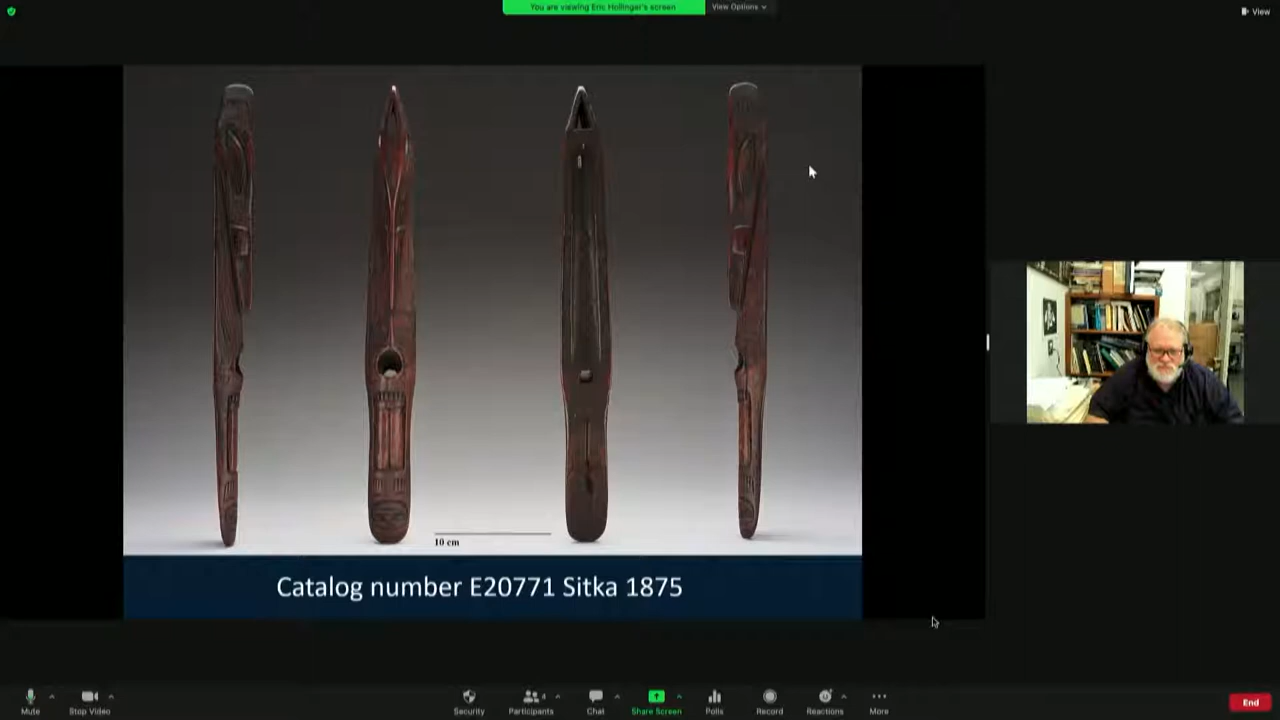 You are viewing Eric Hollinger's screen
View Options
View
10 cm
Catalog number E20771 Sitka 1875
Mute
Stop Video
Security
4
Participants
Chat
Share Screen
Polls
Record
Reactions
More
End